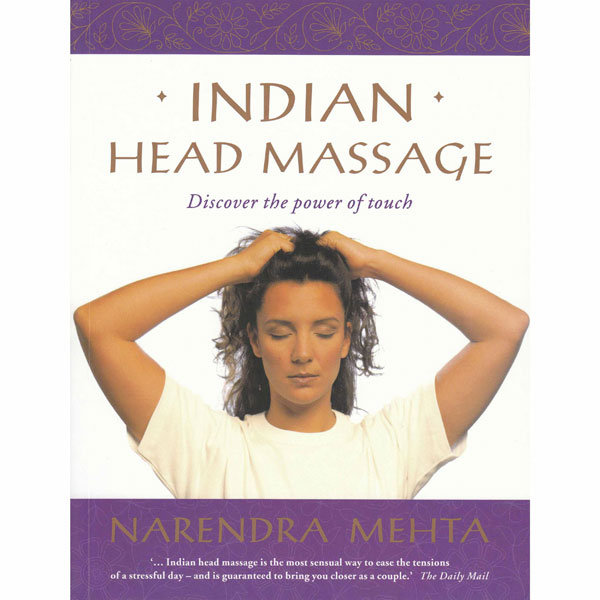 INDIAN
HEAD MASSAGE
Discover the power of touch
NARENDRA MEHTA
‘… Indian head massage is the most sensual way to ease the tensions
of a stressful day – and is guaranteed to bring you closer as a couple.’ The Daily Mail